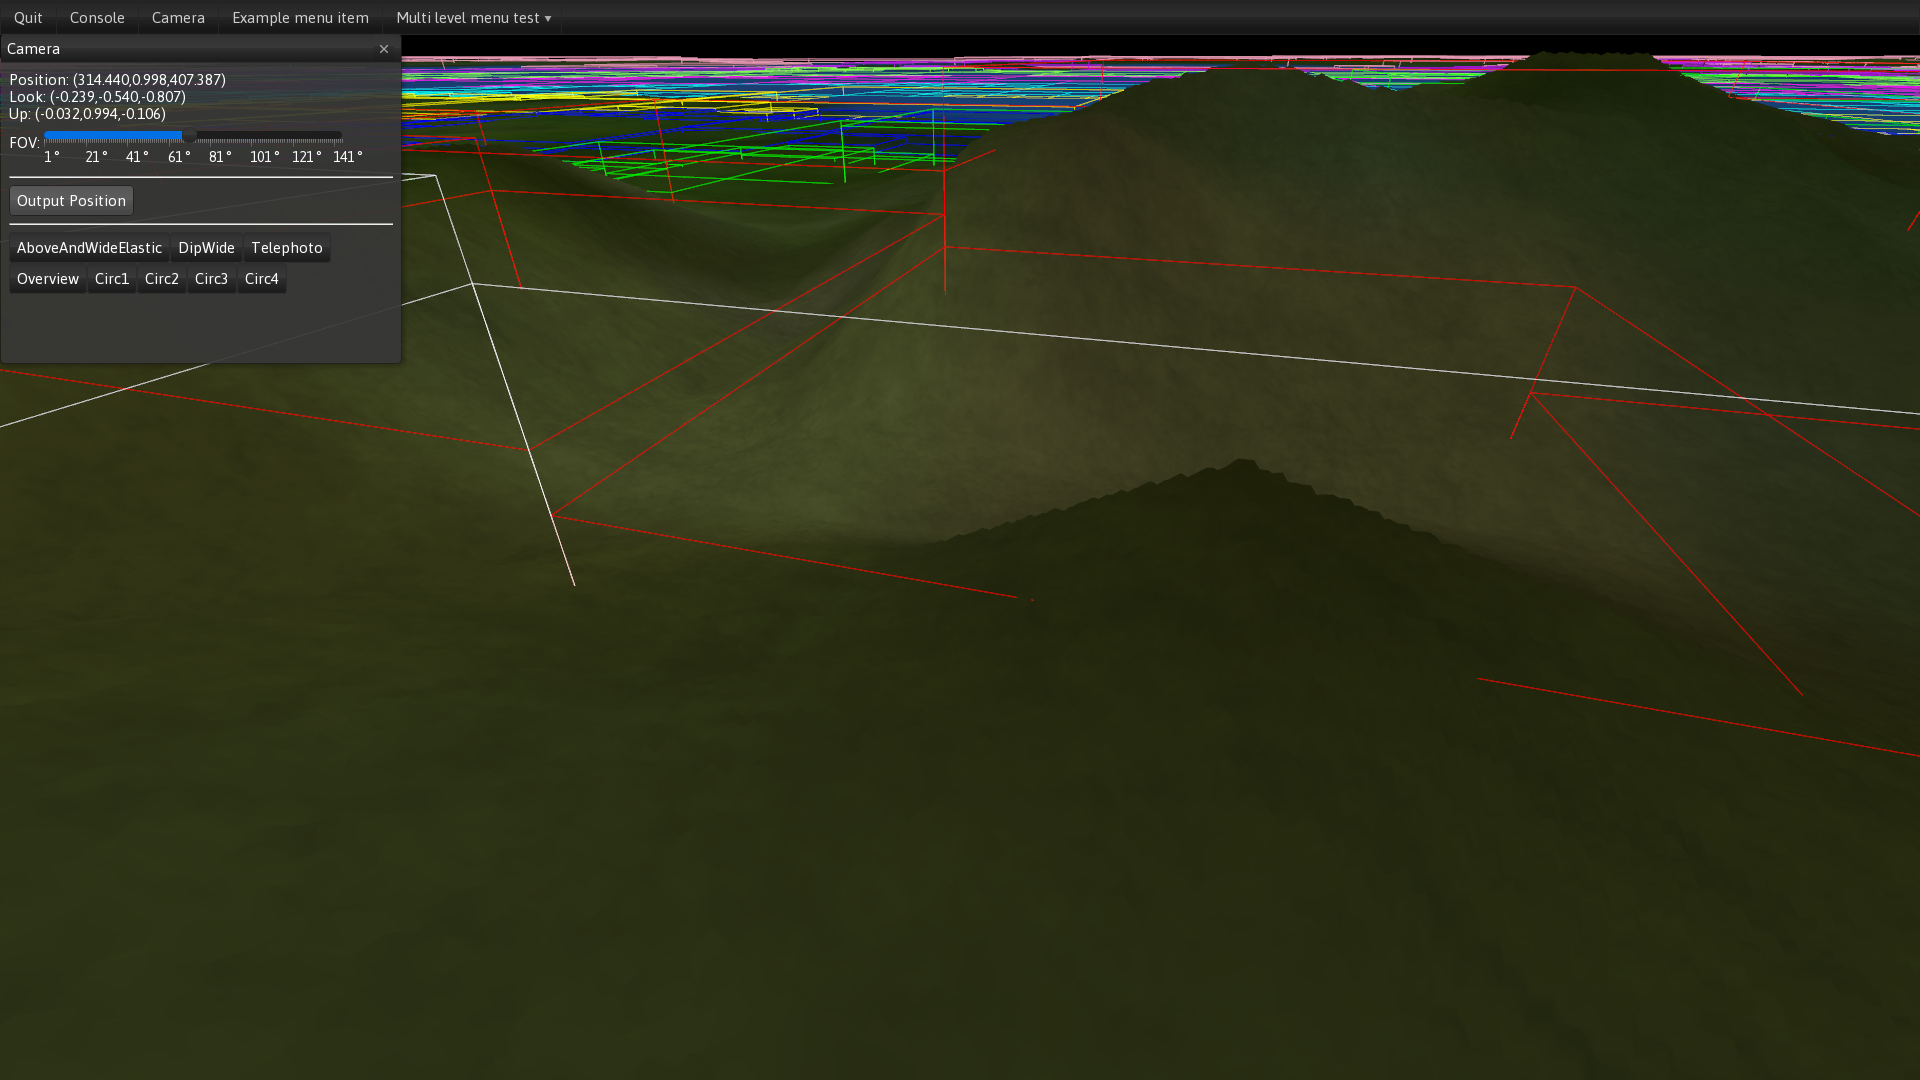 Quit Console Camera Example menu item Multi level menu test ▾
Camera ×
Position: (314.440,0.998,407.387)
Look: (-0.239,-0.540,-0.807)
Up: (-0.032,0.994,-0.106)
FOV:
1° 21° 41° 61° 81° 101° 121° 141°
Output Position
AboveAndWideElastic DipWide Telephoto
Overview Circ1 Circ2 Circ3 Circ4